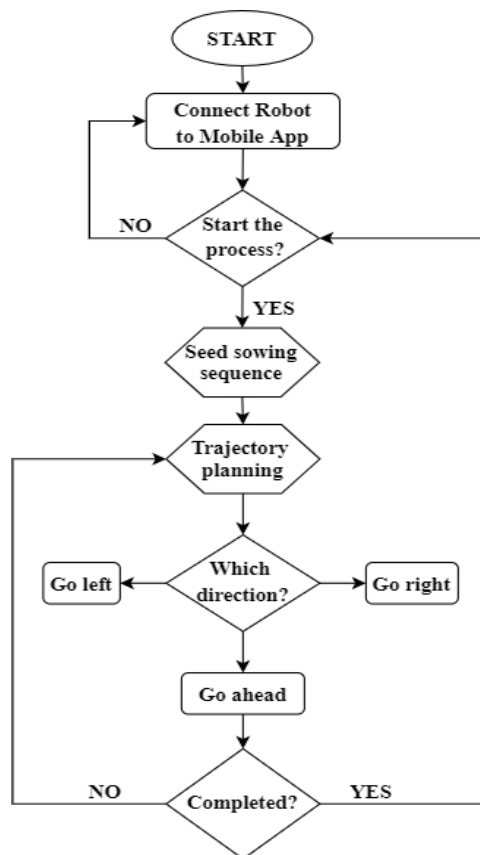 START
Connect Robot
to Mobile App
NO
Start the
process?
YES
Seed sowing
sequence
Trajectory
planning
Go left
Which
direction?
Go right
Go ahead
NO
Completed?
YES